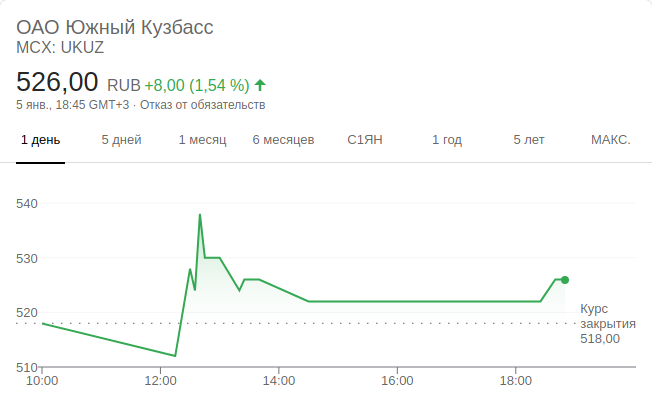 ОАО Южный Кузбасс
MCX: UKUZ
526,00 RUB +8,00 (1,54 %)
5 янв., 18:45 GMT+3 · Отказ от обязательств
1 день 5 дней 1 месяц 6 месяцев С1ЯН 1 год 5 лет МАКС.
540
530
520
510
Курс
закрытия
518,00
10:00 12:00 14:00 16:00 18:00